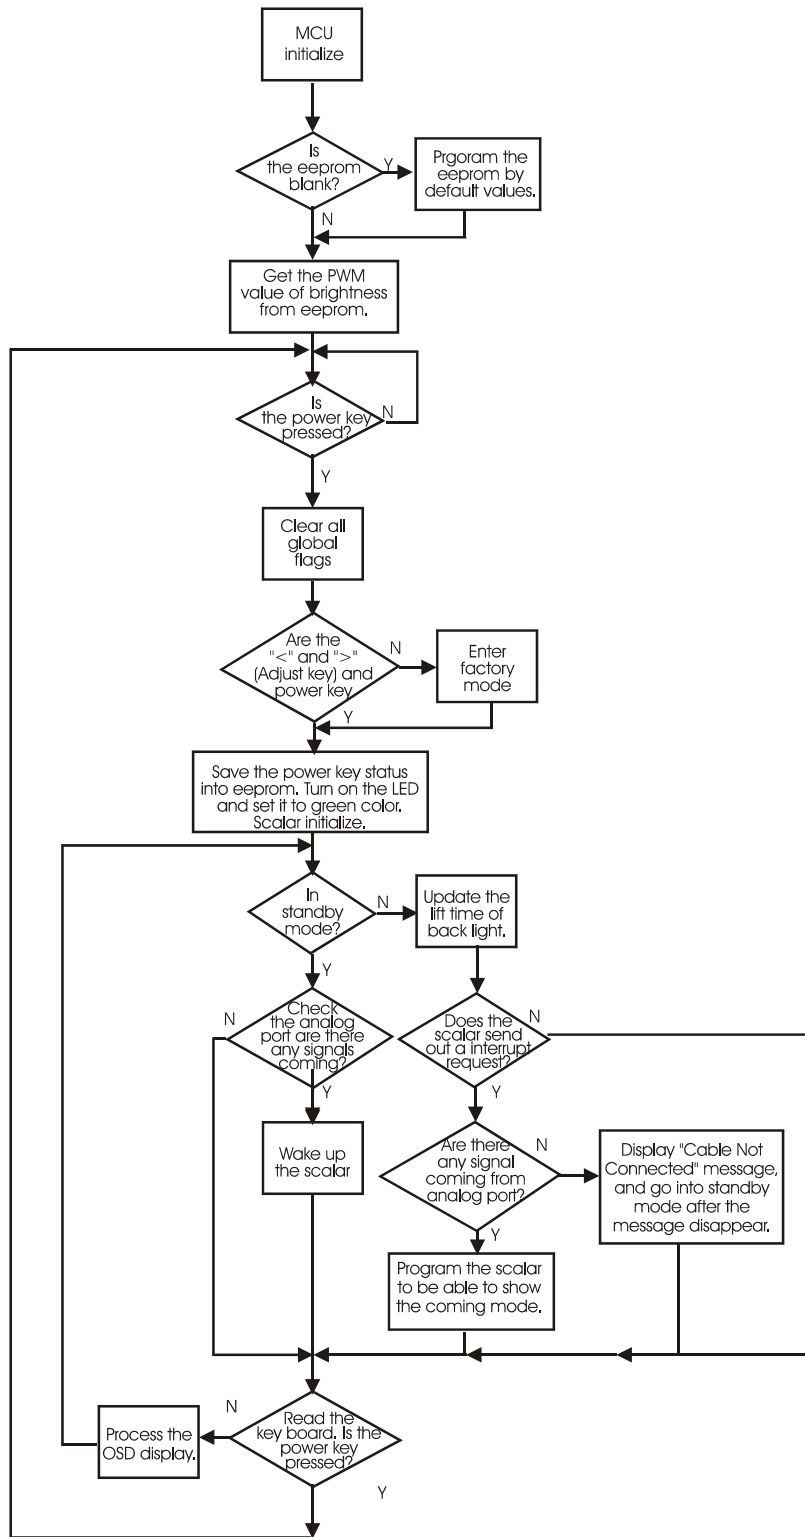 MCU
initialize
Is
the eeprom
blank?
Y
Prgoram the
eeprom by
default values.
N
Get the PWM
value of brightness
from eeprom.
Is
the power key
pressed?
N
Y
Clear all
global
flags
Are the
"<" and ">"
(Adjust key) and
power key
N
Enter
factory
mode
Y
Save the power key status
into eeprom. Turn on the LED
and set it to green color.
Scalar initialize.
In
standby
mode?
N
Update the
lift time of
back light.
Y
N
Check
the analog
port are there
any signals
coming?
Does the
scalar send
out a interrupt
request?
N
Y
Y
Wake up
the scalar
Are there
any signal
coming from
analog port?
N
Display "Cable Not
Connected" message,
and go into standby
mode after the
message disappear.
Y
Program the scalar
to be able to show
the coming mode.
N
Process the
OSD display.
Read the
key board. Is the
power key
pressed?
Y